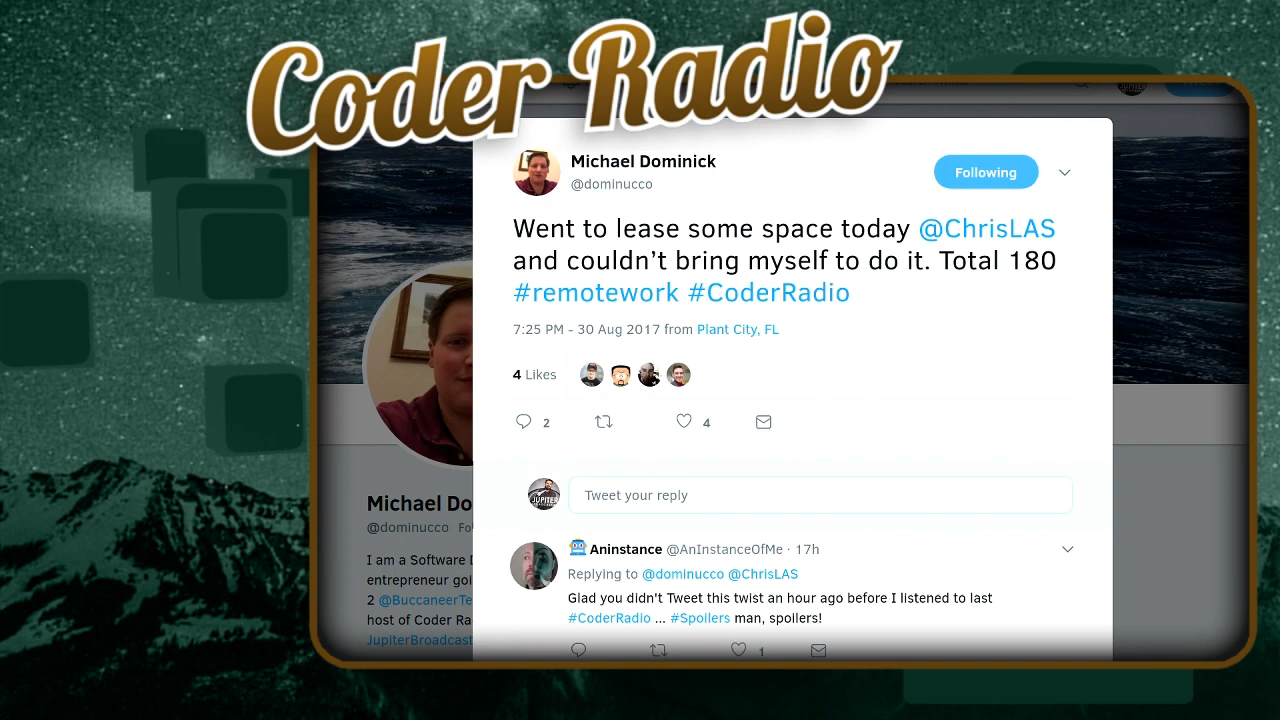 Coder Radio
Michael Dominick
@dominucco
Following
Went to lease some space today @ChrisLAS
and couldn’t bring myself to do it. Total 180
#remotework #CoderRadio
7:25 PM - 30 Aug 2017 from Plant City, FL
4 Likes
2
4
JUPITER
Tweet your reply
Michael Do
@dominucco Fo
Aninstance @AnInstanceOfMe · 17h
I am a Software D
Replying to @dominucco @ChrisLAS
entrepreneur goi
Glad you didn't Tweet this twist an hour ago before I listened to last
2 @BuccaneerTe
#CoderRadio ... #Spoilers man, spoilers!
host of Coder Ra
JupiterBroadcast
1